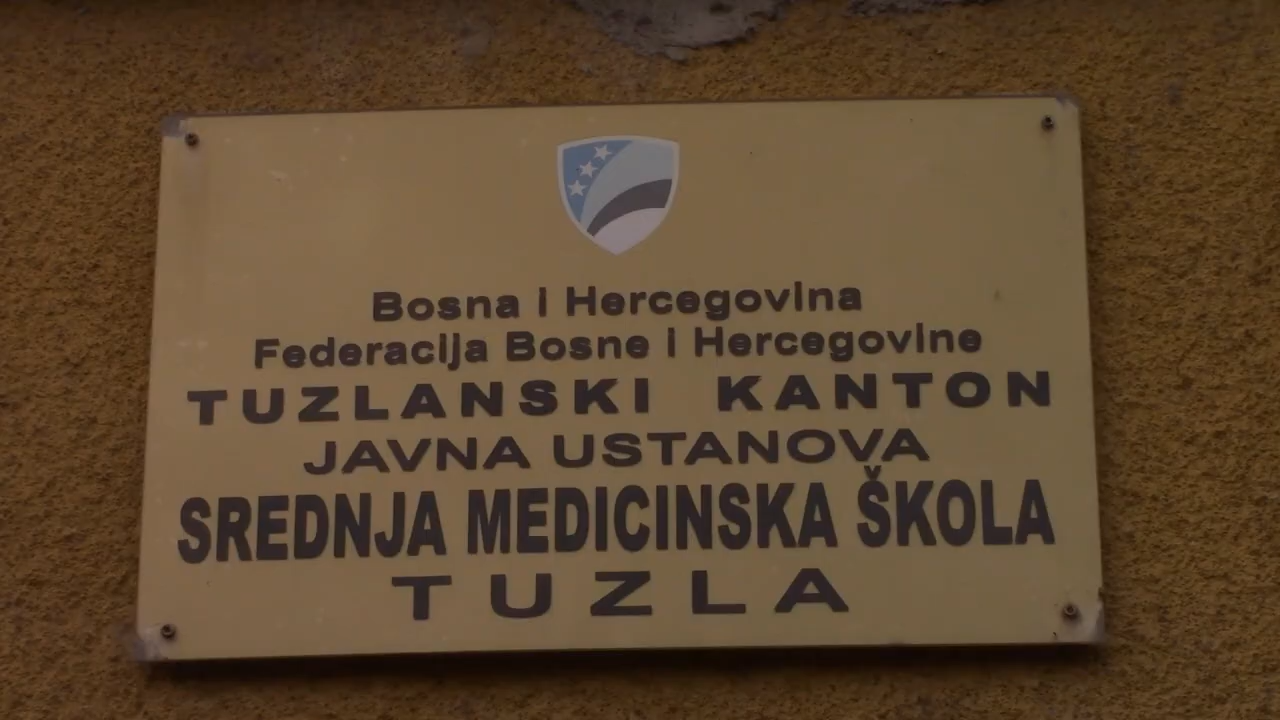 Bosna i Hercegovina
Federacija Bosne i Hercegovine
TUZLANSKI KANTON
JAVNA USTANOVA
SREDNJA MEDICINSKA ŠKOLA
TUZLA